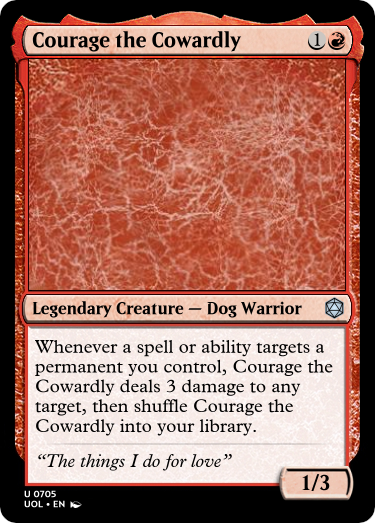 Courage the Cowardly 1
Legendary Creature — Dog Warrior
Whenever a spell or ability targets a
permanent you control, Courage the
Cowardly deals 3 damage to any
target, then shuffle Courage the
Cowardly into your library.
“The things I do for love”
1/3
U 0705
UOL • EN